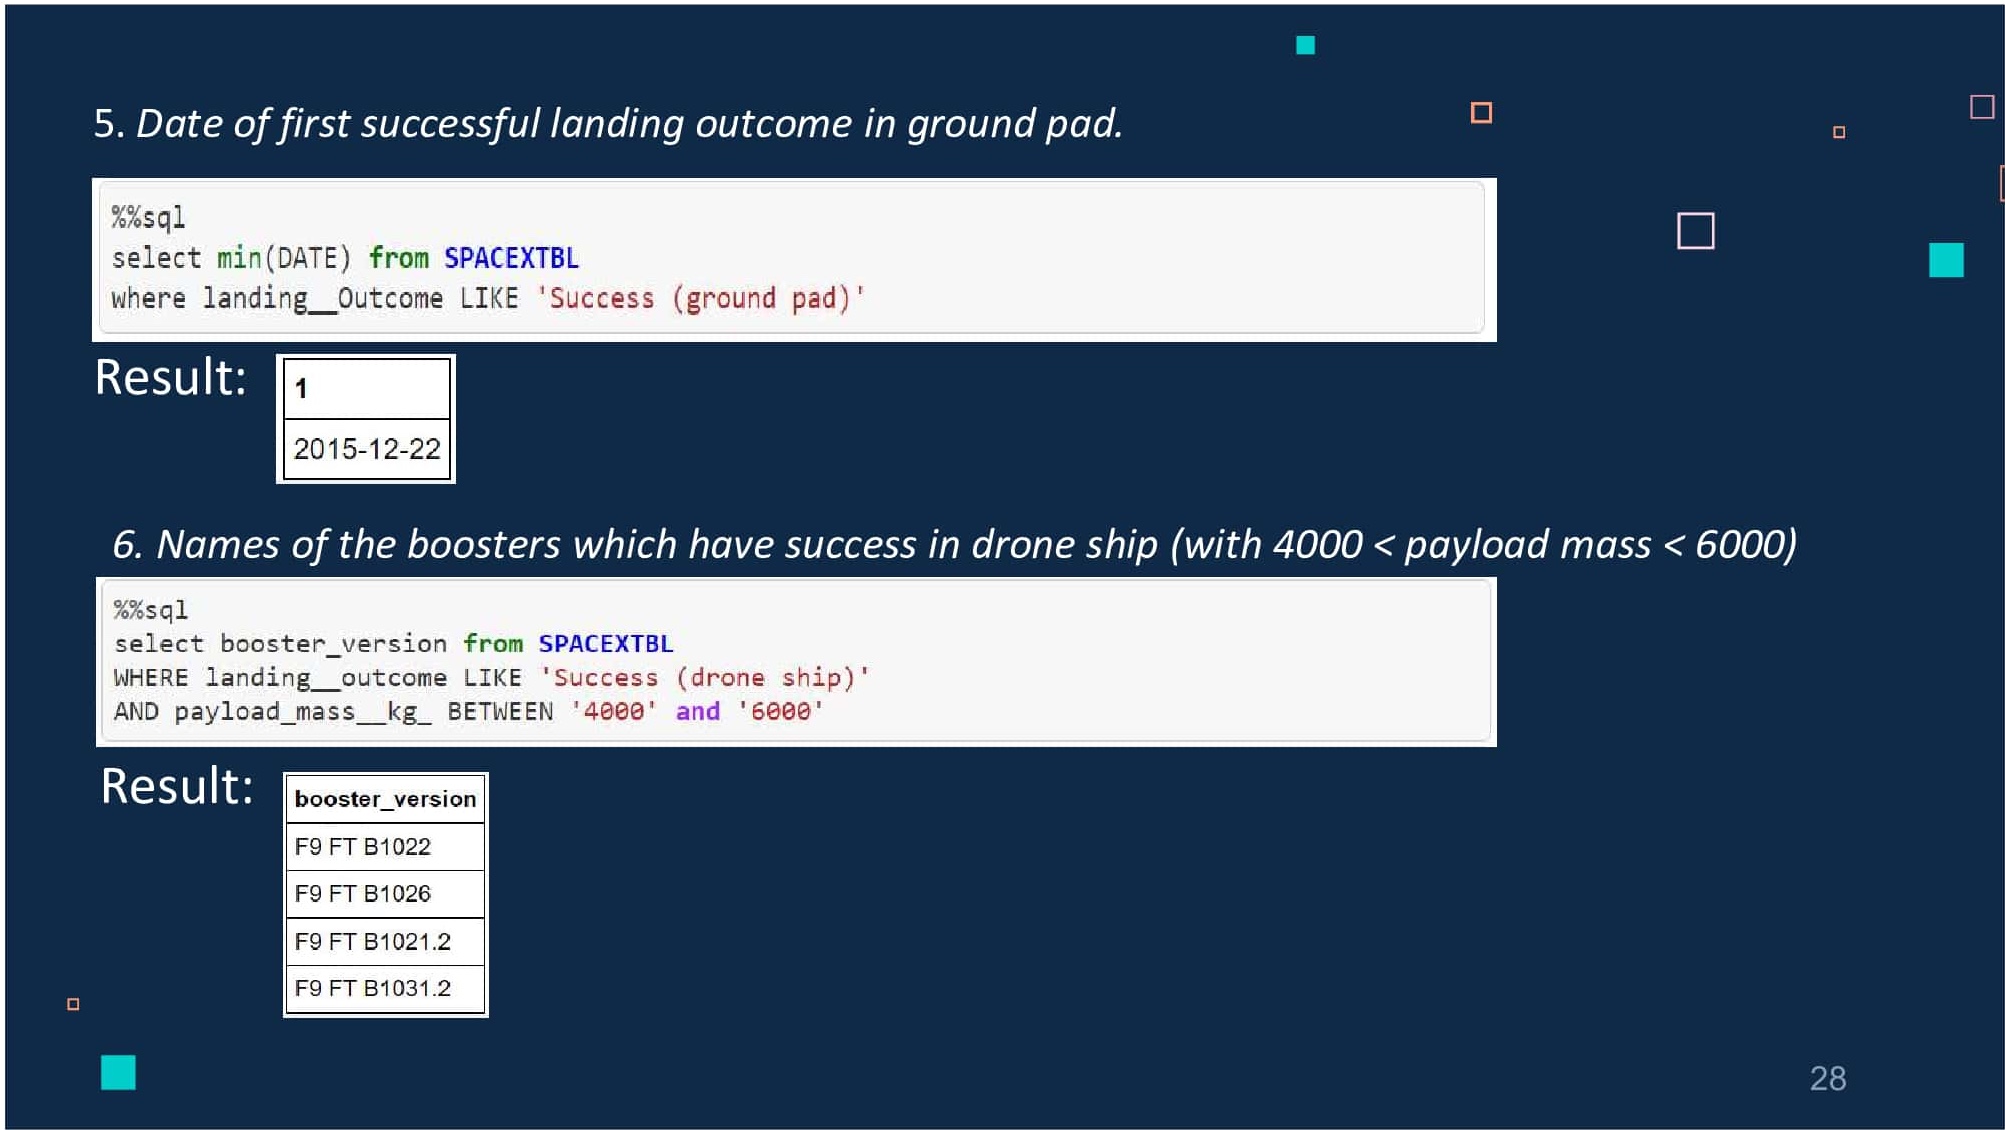 5. Date of first successful landing outcome in ground pad.
%%sql
select min(DATE) from SPACEXTBL
where landing__Outcome LIKE 'Success (ground pad)'
Result:
1
2015-12-22
6. Names of the boosters which have success in drone ship (with 4000 < payload mass < 6000)
%%sql
select booster_version from SPACEXTBL
WHERE landing__outcome LIKE 'Success (drone ship)'
AND payload_mass__kg_ BETWEEN '4000' and '6000'
Result:
booster_version
F9 FT B1022
F9 FT B1026
F9 FT B1021.2
F9 FT B1031.2
28